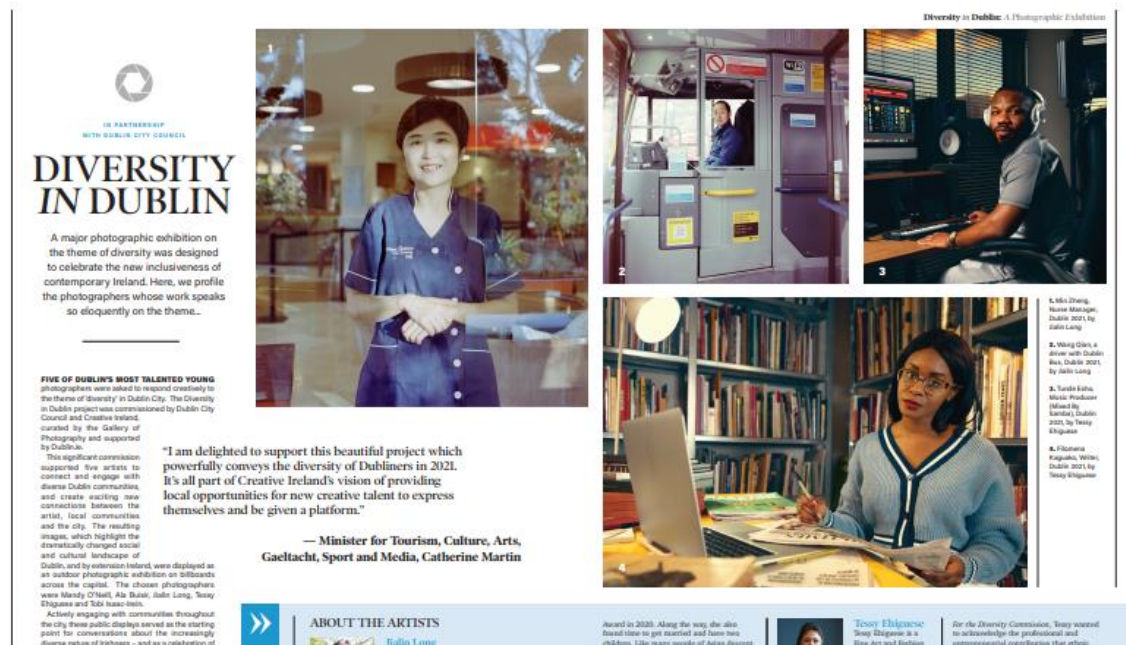 Diversity in Dublin: A Photographic Exhibition
IN PARTNERSHIP
WITH DUBLIN CITY COUNCIL
DIVERSITY
IN DUBLIN
A major photographic exhibition on
the theme of diversity was designed
to celebrate the new inclusiveness of
contemporary Ireland. Here, we profile
the photographers whose work speaks
so eloquently on the theme...
FIVE OF DUBLIN'S MOST TALENTED YOUNG
photographers were asked to respond creatively to
the theme of 'diversity' in Dublin City. The Diversity
in Dublin project was commissioned by Dublin City
Council and Creative Ireland,
curated by the Gallery of
Photography and supported
by Dublin.ie.
This significant commission
supported five artists to
connect and engage with
diverse Dublin communities,
and create exciting new
connections between the
artist, local communities
and the city. The resulting
images, which highlight the
dramatically changed social
and cultural landscape of
Dublin, and by extension Ireland, were displayed as
an outdoor photographic exhibition on billboards
across the capital. The chosen photographers
were Mandy O'Neill, Ala Buisir, Jialin Long, Tessy
Ehiguese and Tobi Isaac-Irein.
Actively engaging with communities throughout
the city, these public displays served as the starting
point for conversations about the increasingly
diverse nature of Irishness – and as a celebration of
"I am delighted to support this beautiful project which
powerfully conveys the diversity of Dubliners in 2021.
It's all part of Creative Ireland's vision of providing
local opportunities for new creative talent to express
themselves and be given a platform."
— Minister for Tourism, Culture, Arts,
Gaeltacht, Sport and Media, Catherine Martin
1
2
WiFi
3
4
1. Min Zheng,
Nurse Manager,
Dublin 2021, by
Jialin Long
2. Wang Qian, a
driver with Dublin
Bus, Dublin 2021,
by Jialin Long
3. Tunde
Music Producer
(Mixed By
Dublin
2021, by Tessy
Ehiguese
4. Filomena
Kaguako, Writer,
Dublin 2021, by
Tessy Ehiguese
ABOUT THE ARTISTS
Jialin Long
Award in 2020. Along the way, she also
found time to get married and have two
children. Like many people of Asian descent
Tessy Ehiguese
Tessy Ehiguese is a
Fine Art and Fashion
For the Diversity Commission, Tessy wanted
to acknowledge the professional and
entrepreneurial contribution that ethnic